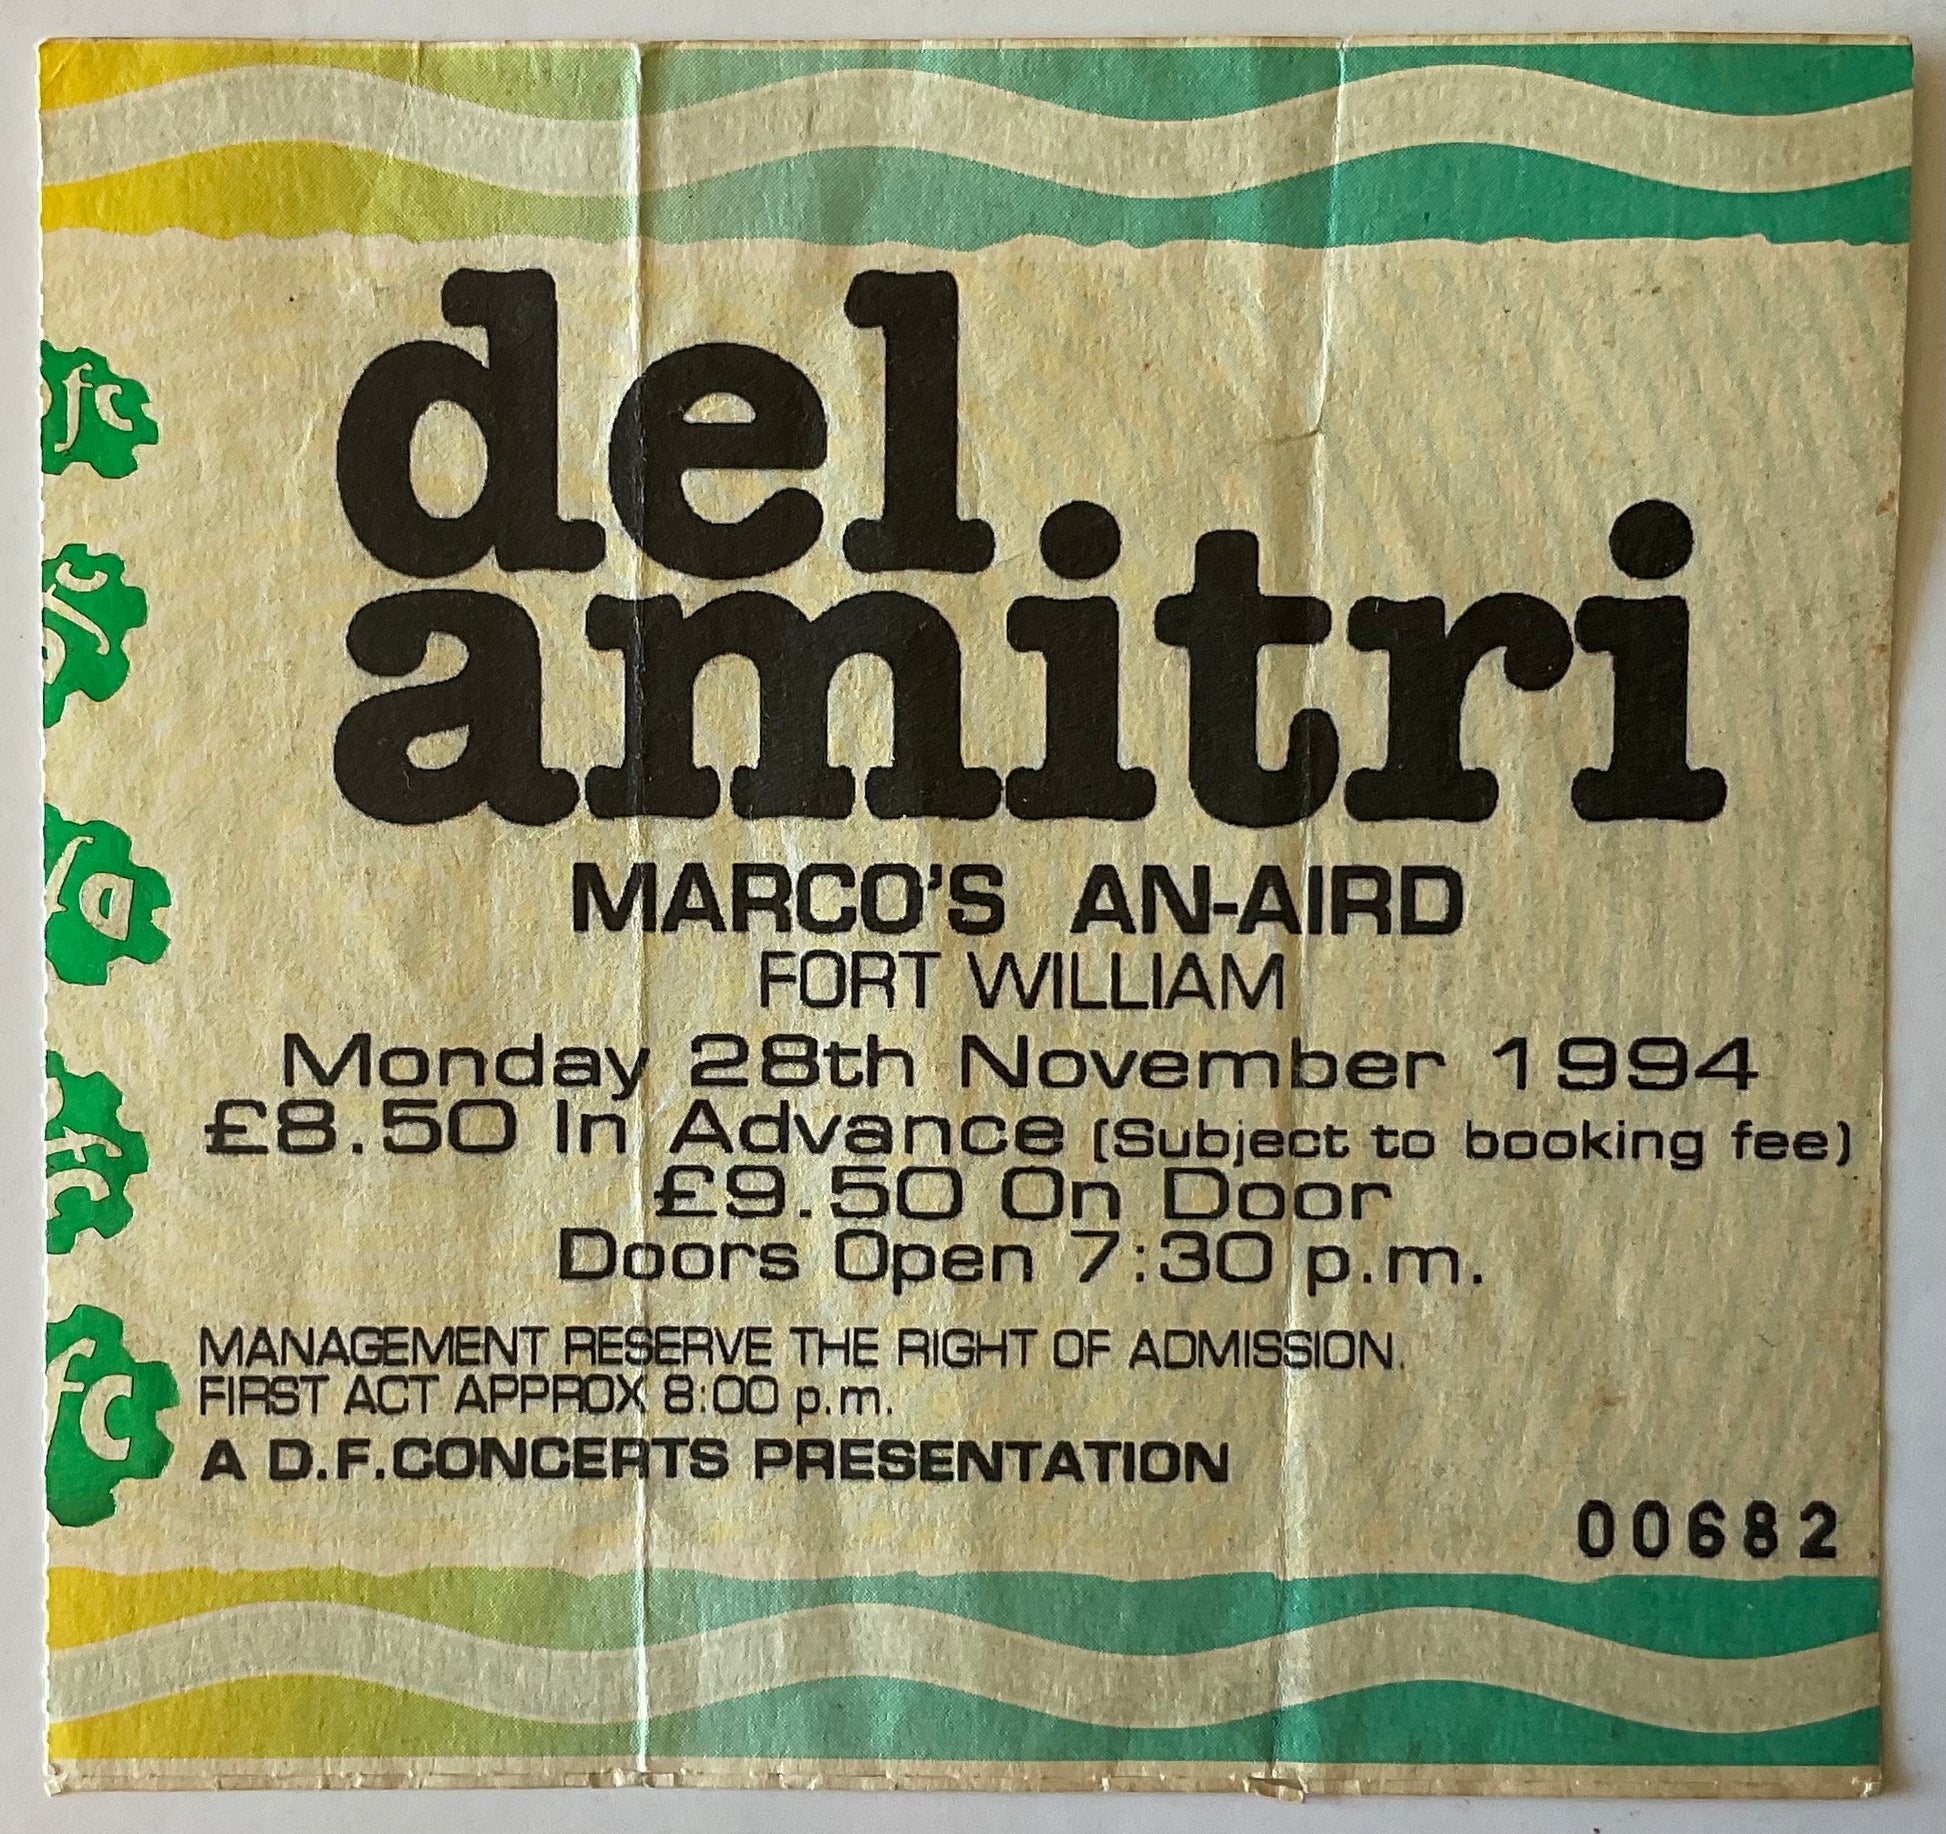 del
amitri
MARCO'S AN-AIRD
FORT WILLIAM
Monday 28th November 1994
£8.50 In Advance (Subject to booking fee)
£9.50 On Door
Doors Open 7:30 p.m.
MANAGEMENT RESERVE THE RIGHT OF ADMISSION.
FIRST ACT APPROX 8:00 p.m.
A D.F.CONCERTS PRESENTATION
00682
fc
fc